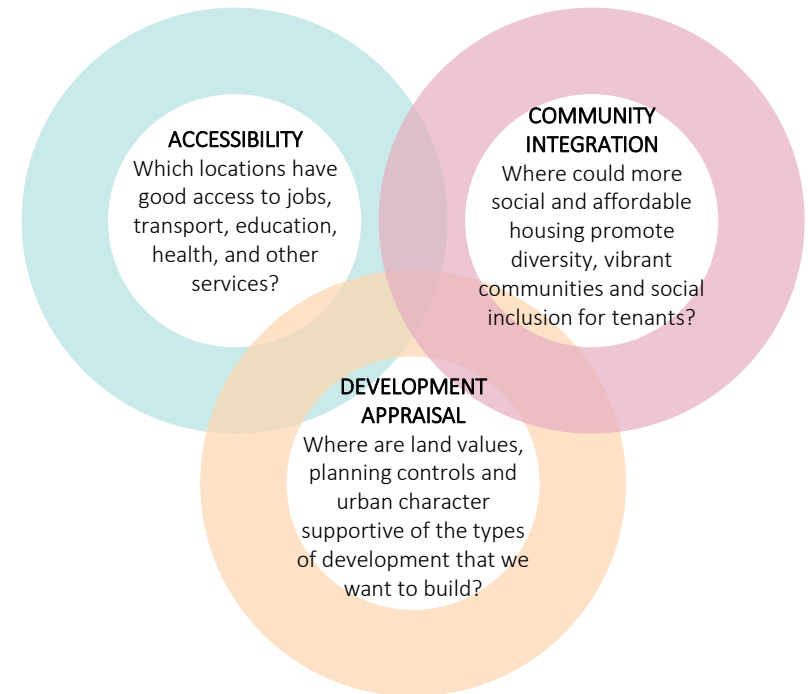 ACCESSIBILITY
Which locations have
good access to jobs,
transport, education,
health, and other
services?
COMMUNITY
INTEGRATION
Where could more
social and affordable
housing promote
diversity, vibrant
communities and social
inclusion for tenants?
DEVELOPMENT
APPRAISAL
Where are land values,
planning controls and
urban character
supportive of the types
of development that we
want to build?